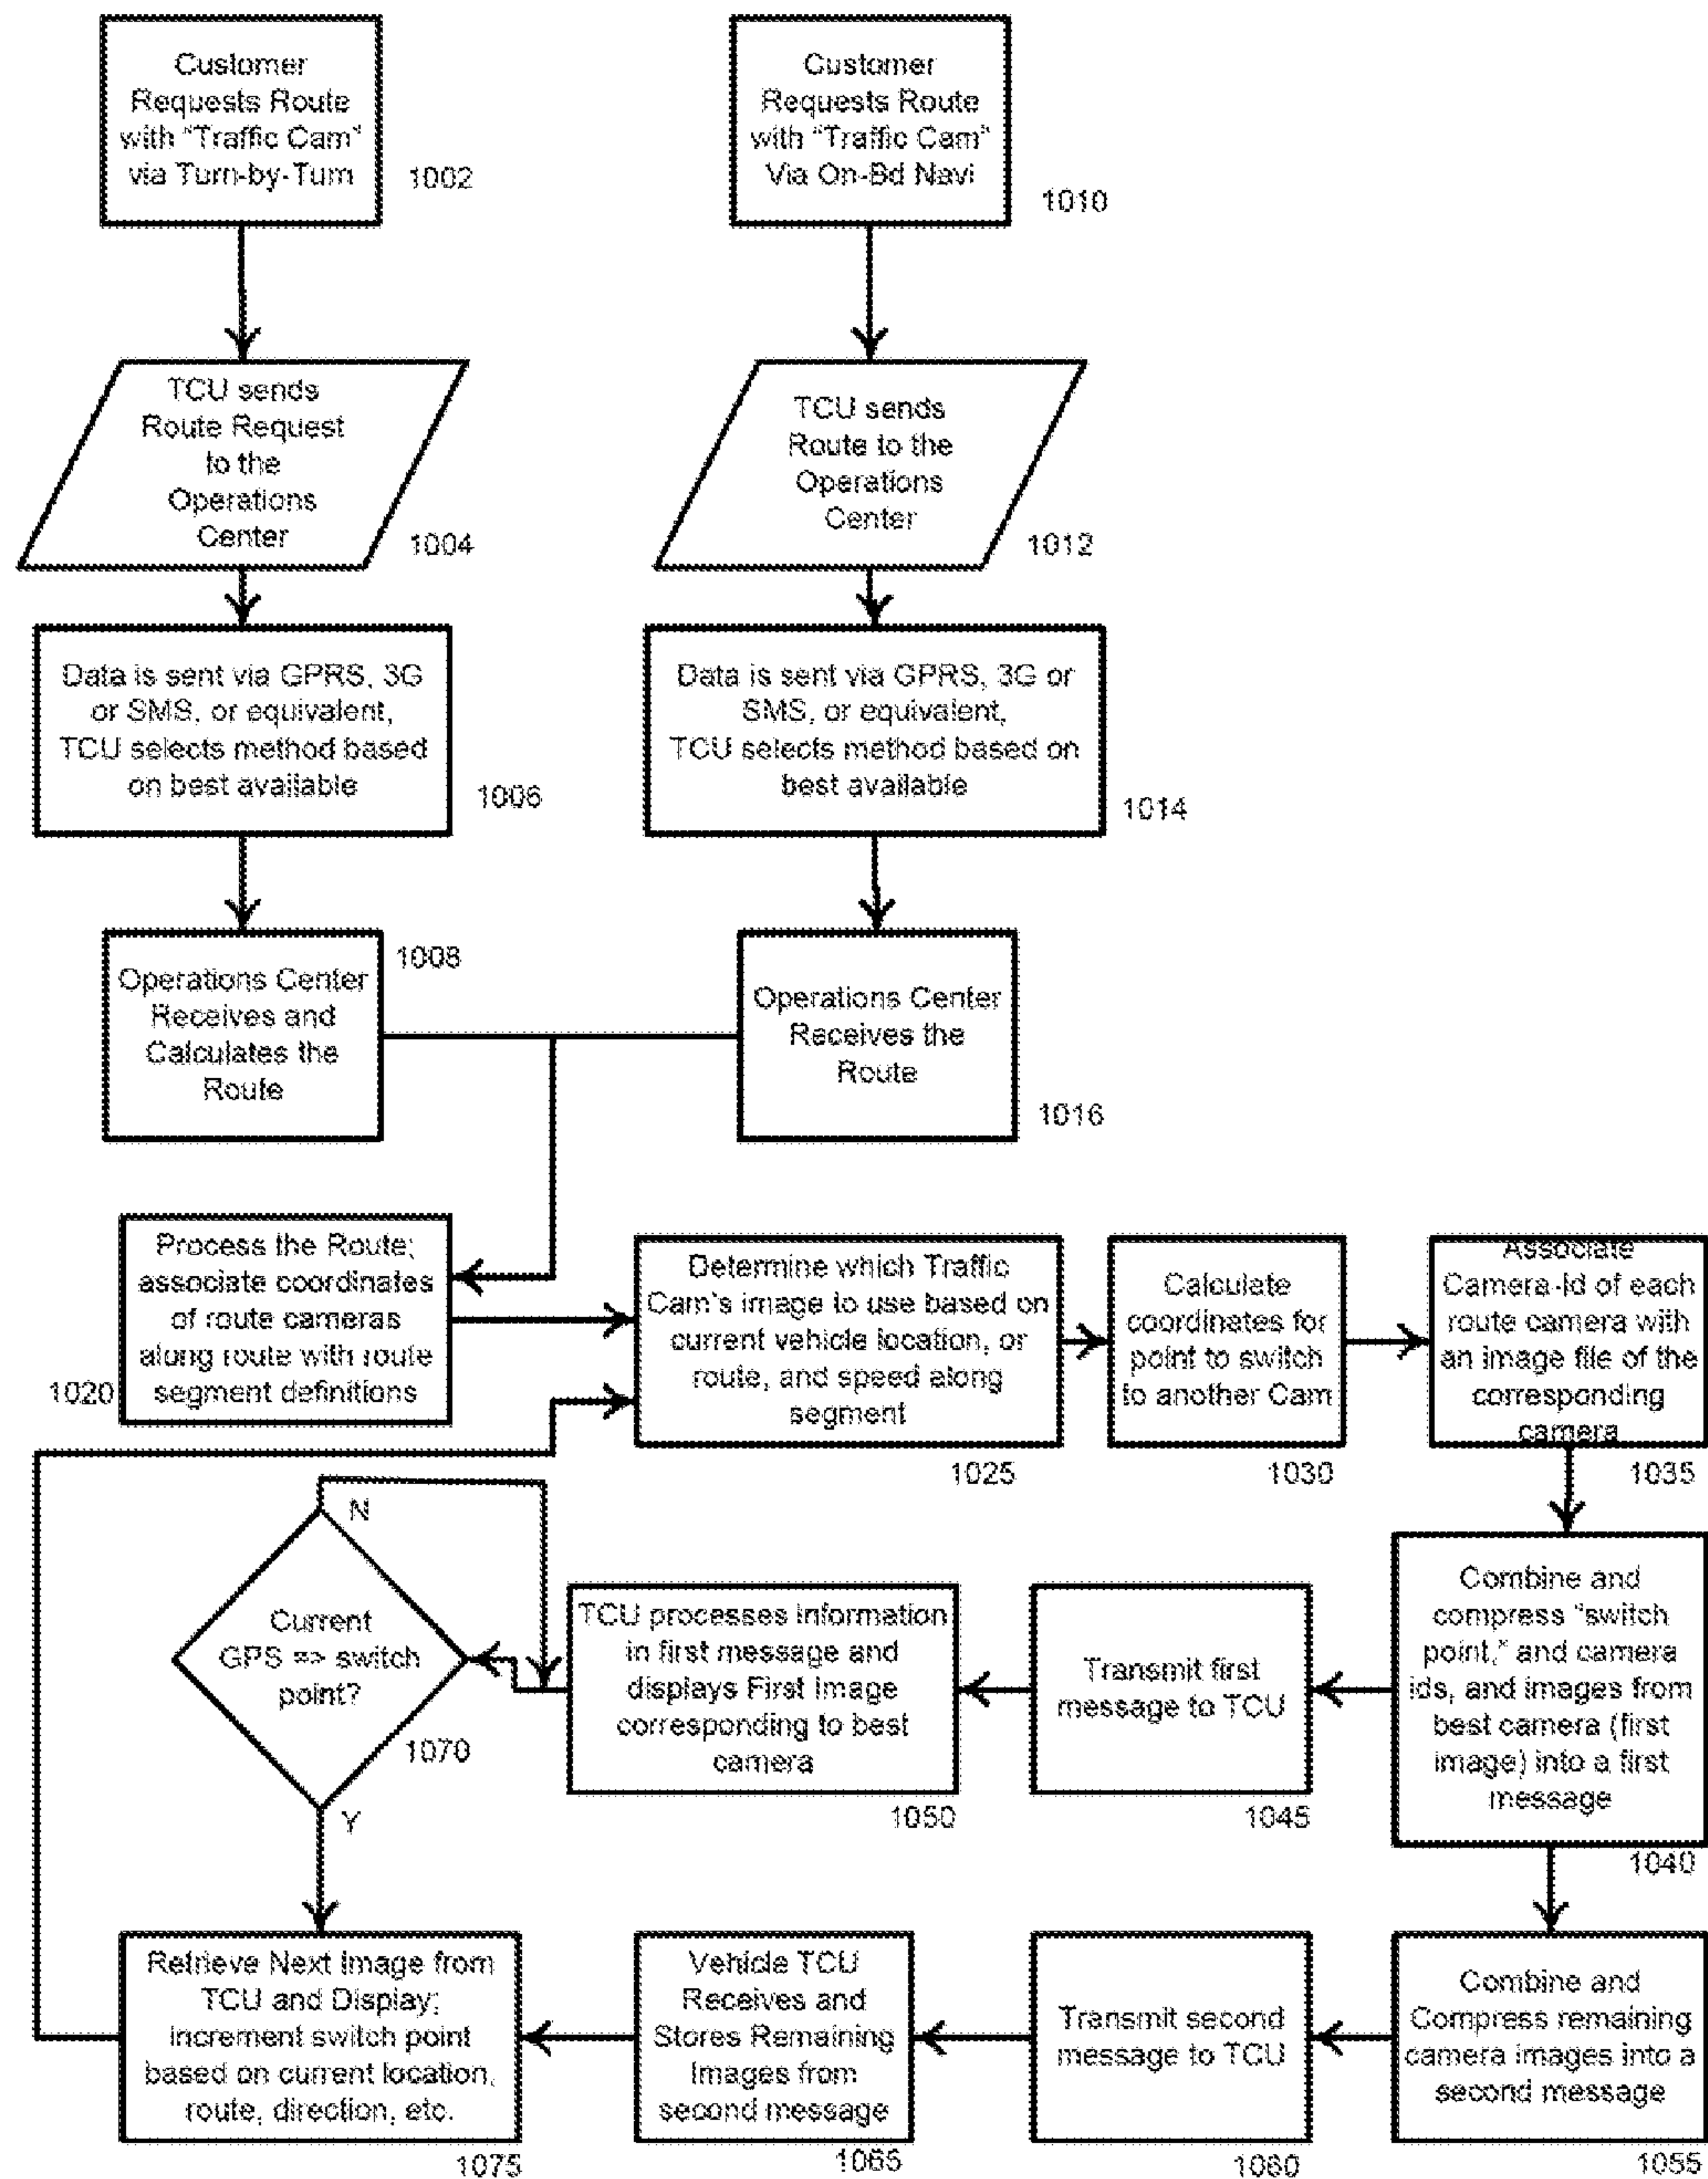 Customer
Requests Route
with "Traffic Cam"
via Turn-by-Turn
1002
Customer
Requests Route
with "Traffic Cam"
Via On-Bd Navi
1010
TCU sends
Route Request
to the
Operations
Center
1004
TCU sends
Route to the
Operations
Center
1012
Data is sent via GPRS, 3G
or SMS, or equivalent,
TCU selects method based
on best available
1006
Data is sent via GPRS, 3G or
SMS, or equivalent,
TCU selects method based on
best available
1014
Operations Center
Receives and
Calculates the
Route
1008
Operations Center
Receives the
Route
1016
Process the Route;
associate coordinates
of route cameras
along route with route
segment definitions
1020
Determine which Traffic
Cam's image to use based on
current vehicle location, or
route, and speed along
segment
1025
Calculate
coordinates for
point to switch
to another Cam
1030
Associate
Camera-Id of each
route camera with
an image file of the
corresponding
camera
1035
Combine and
compress "switch
point," and camera
ids, and images from
best camera (first
image) into a first
message
1040
Transmit first
message to TCU
1045
TCU processes information
in first message and
displays First Image
corresponding to best
camera
1050
N
Current
GPS => switch
point?
1070
Y
Combine and
Compress remaining
camera images into a
second message
1055
Transmit second
message to TCU
1060
Vehicle TCU
Receives and
Stores Remaining
Images from
second message
1065
Retrieve Next Image from
TCU and Display;
Increment switch point
based on current location,
route, direction, etc.
1075